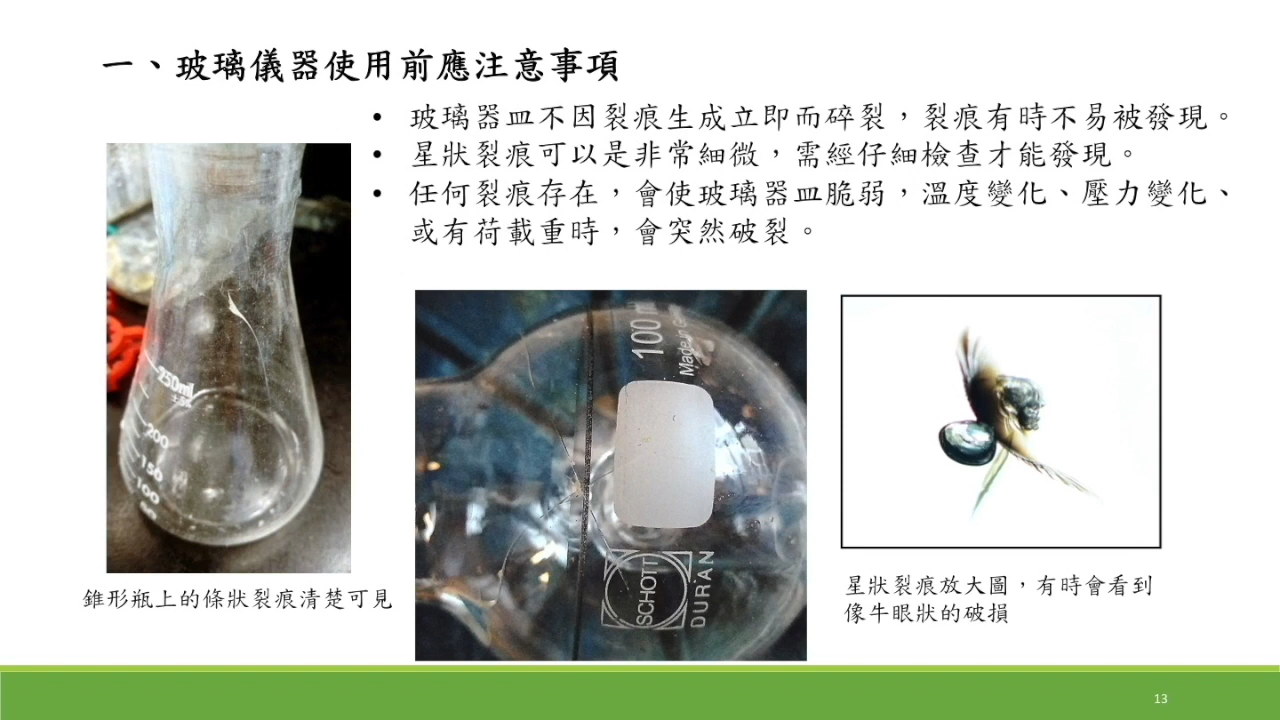 一、玻璃儀器使用前應注意事項
• 玻璃器皿不因裂痕生成立即而碎裂，裂痕有時不易被發現。
• 星狀裂痕可以是非常細微，需經仔細檢查才能發現。
• 任何裂痕存在，會使玻璃器皿脆弱，溫度變化、壓力變化、
或有荷載重時，會突然破裂。
250ml
±5%
200
150
100
錐形瓶上的條狀裂痕清楚可見
100 ml
Made in
SCHOTT
DURAN
星狀裂痕放大圖，有時會看到
像牛眼狀的破損
13